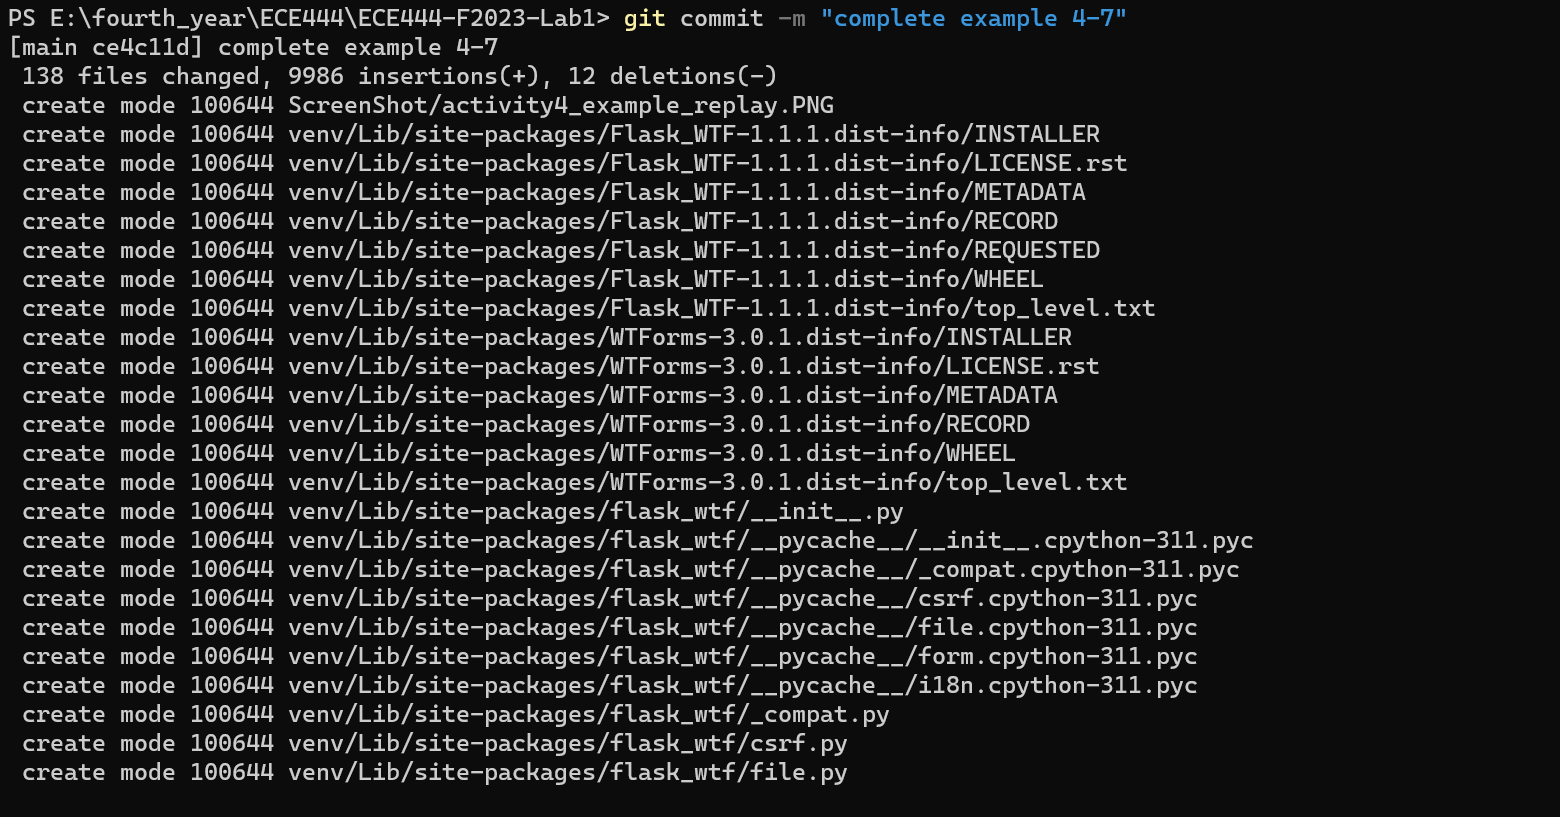 PS E:\fourth_year\ECE444\ECE444-F2023-Lab1> git commit -m "complete example 4-7"
[main ce4c11d] complete example 4-7
 138 files changed, 9986 insertions(+), 12 deletions(-)
 create mode 100644 ScreenShot/activity4_example_replay.PNG
 create mode 100644 venv/Lib/site-packages/Flask_WTF-1.1.1.dist-info/INSTALLER
 create mode 100644 venv/Lib/site-packages/Flask_WTF-1.1.1.dist-info/LICENSE.rst
 create mode 100644 venv/Lib/site-packages/Flask_WTF-1.1.1.dist-info/METADATA
 create mode 100644 venv/Lib/site-packages/Flask_WTF-1.1.1.dist-info/RECORD
 create mode 100644 venv/Lib/site-packages/Flask_WTF-1.1.1.dist-info/REQUESTED
 create mode 100644 venv/Lib/site-packages/Flask_WTF-1.1.1.dist-info/WHEEL
 create mode 100644 venv/Lib/site-packages/Flask_WTF-1.1.1.dist-info/top_level.txt
 create mode 100644 venv/Lib/site-packages/WTForms-3.0.1.dist-info/INSTALLER
 create mode 100644 venv/Lib/site-packages/WTForms-3.0.1.dist-info/LICENSE.rst
 create mode 100644 venv/Lib/site-packages/WTForms-3.0.1.dist-info/METADATA
 create mode 100644 venv/Lib/site-packages/WTForms-3.0.1.dist-info/RECORD
 create mode 100644 venv/Lib/site-packages/WTForms-3.0.1.dist-info/WHEEL
 create mode 100644 venv/Lib/site-packages/WTForms-3.0.1.dist-info/top_level.txt
 create mode 100644 venv/Lib/site-packages/flask_wtf/__init__.py
 create mode 100644 venv/Lib/site-packages/flask_wtf/__pycache__/__init__.cpython-311.pyc
 create mode 100644 venv/Lib/site-packages/flask_wtf/__pycache__/_compat.cpython-311.pyc
 create mode 100644 venv/Lib/site-packages/flask_wtf/__pycache__/csrf.cpython-311.pyc
 create mode 100644 venv/Lib/site-packages/flask_wtf/__pycache__/file.cpython-311.pyc
 create mode 100644 venv/Lib/site-packages/flask_wtf/__pycache__/form.cpython-311.pyc
 create mode 100644 venv/Lib/site-packages/flask_wtf/__pycache__/i18n.cpython-311.pyc
 create mode 100644 venv/Lib/site-packages/flask_wtf/_compat.py
 create mode 100644 venv/Lib/site-packages/flask_wtf/csrf.py
 create mode 100644 venv/Lib/site-packages/flask_wtf/file.py